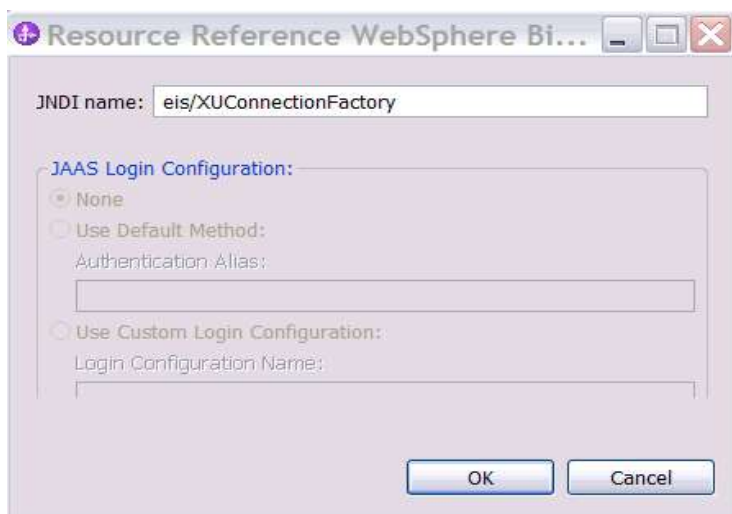 Resource Reference WebSphere Bi...
JNDI name: eis/XUConnectionFactory
JAAS Login Configuration:
None
Use Default Method:
Authentication Alias:
Use Custom Login Configuration:
Login Configuration Name:
OK Cancel